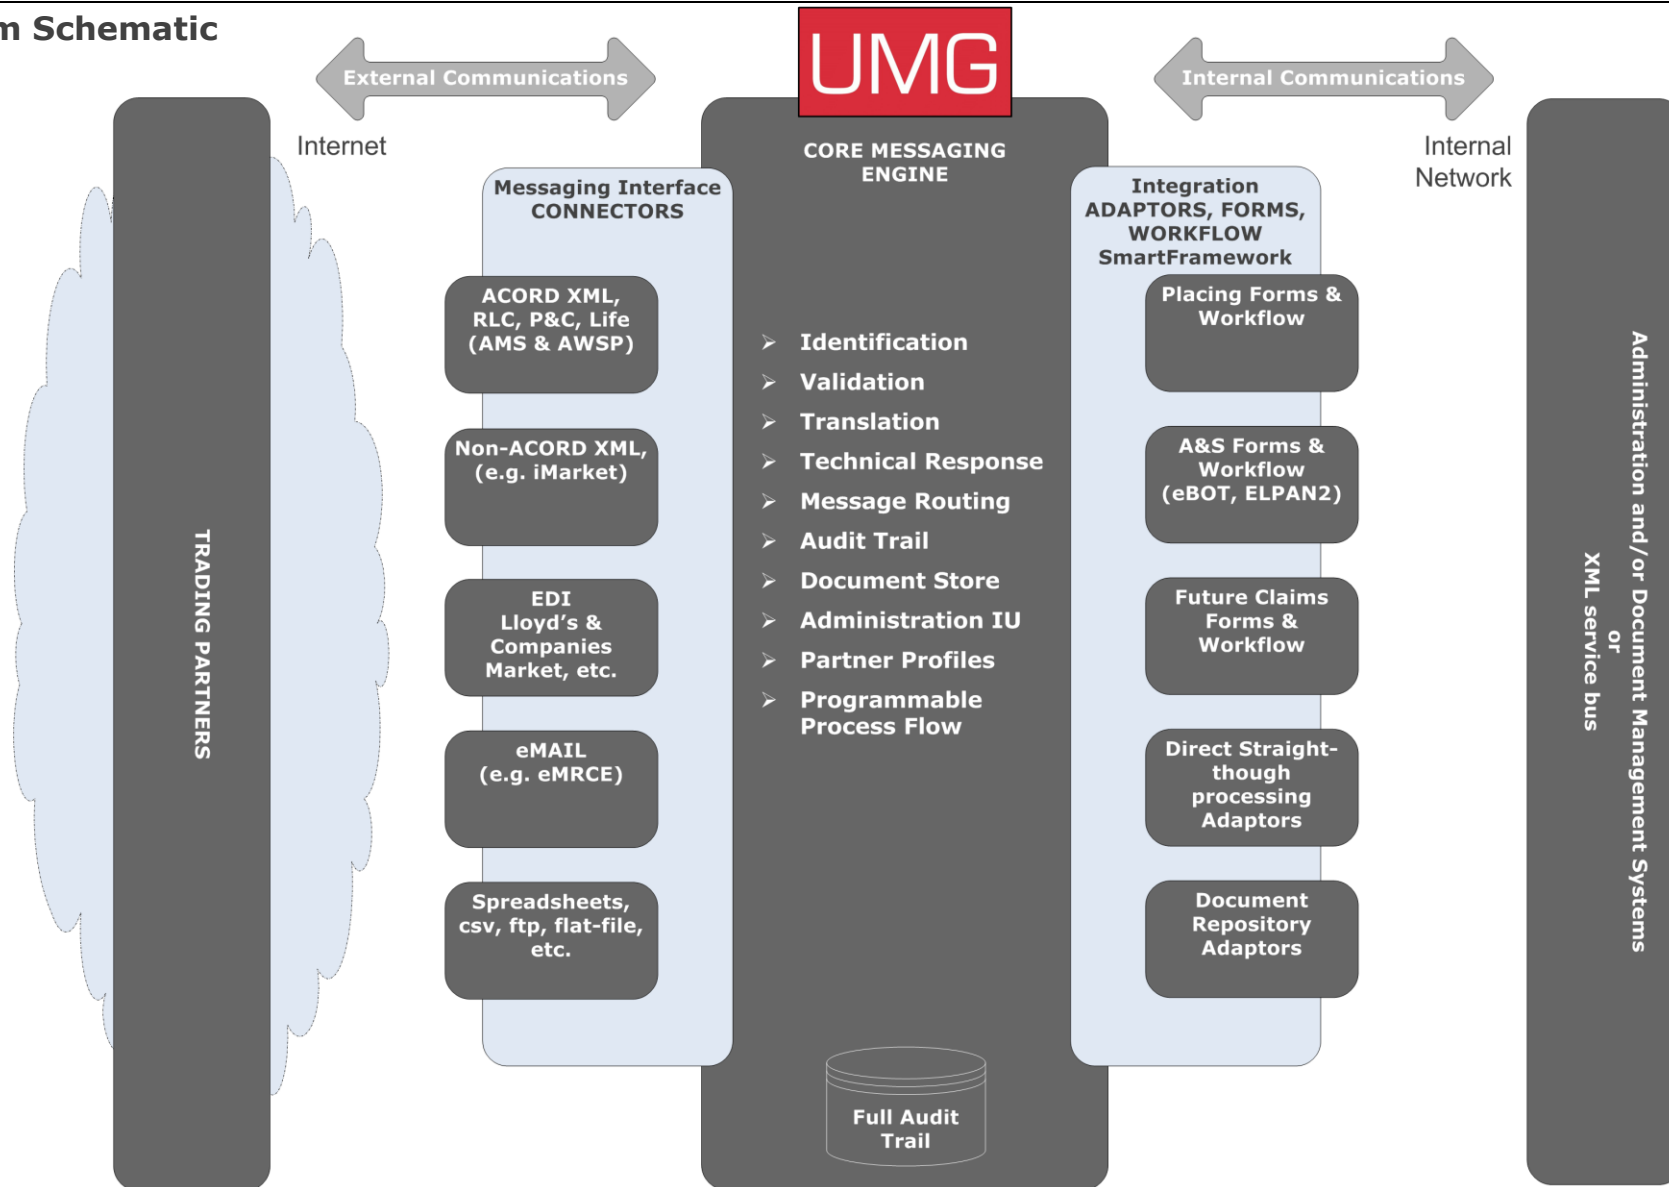 m Schematic
UMG
External Communications
Internal Communications
Internet
Internal
Network
TRADING PARTNERS
Messaging Interface
CONNECTORS
ACORD XML,
RLC, P&C, Life
(AMS & AWSP)
Non-ACORD XML,
(e.g. iMarket)
EDI
Lloyd’s &
Companies
Market, etc.
eMAIL
(e.g. eMRCE)
Spreadsheets,
csv, ftp, flat-file,
etc.
CORE MESSAGING
ENGINE
➢ Identification
➢ Validation
➢ Translation
➢ Technical Response
➢ Message Routing
➢ Audit Trail
➢ Document Store
➢ Administration IU
➢ Partner Profiles
➢ Programmable
Process Flow
Full Audit
Trail
Integration
ADAPTORS, FORMS,
WORKFLOW
SmartFramework
Placing Forms &
Workflow
A&S Forms &
Workflow
(eBOT, ELPAN2)
Future Claims
Forms &
Workflow
Direct Straight-
though
processing
Adaptors
Document
Repository
Adaptors
Administration and/or Document Management Systems
or
XML service bus